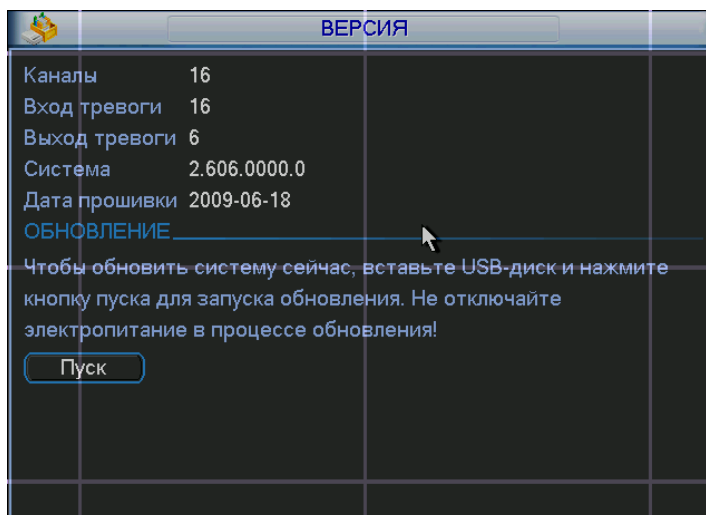 ВЕРСИЯ
Каналы 16
Вход тревоги 16
Выход тревоги 6
Система 2.606.0000.0
Дата прошивки 2009-06-18
ОБНОВЛЕНИЕ
Чтобы обновить систему сейчас, вставьте USB-диск и нажмите
кнопку пуска для запуска обновления. Не отключайте
электропитание в процессе обновления!
Пуск